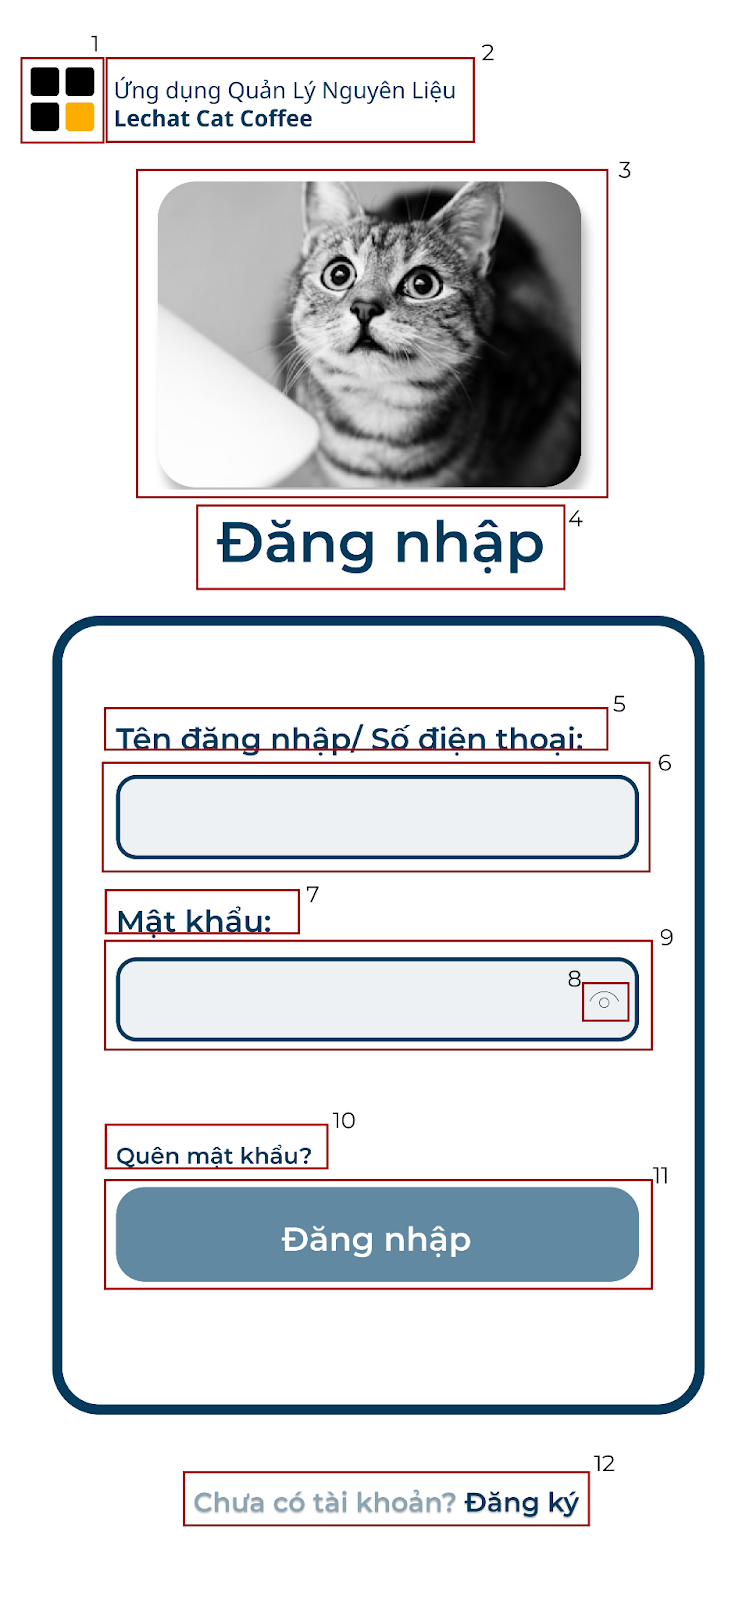 1
2
Ứng dụng Quản Lý Nguyên Liệu
Lechat Cat Coffee
3
4
Đăng nhập
5
Tên đăng nhập/ Số điện thoại:
6
7
Mật khẩu:
9
8
10
Quên mật khẩu?
11
Đăng nhập
12
Chưa có tài khoản? Đăng ký